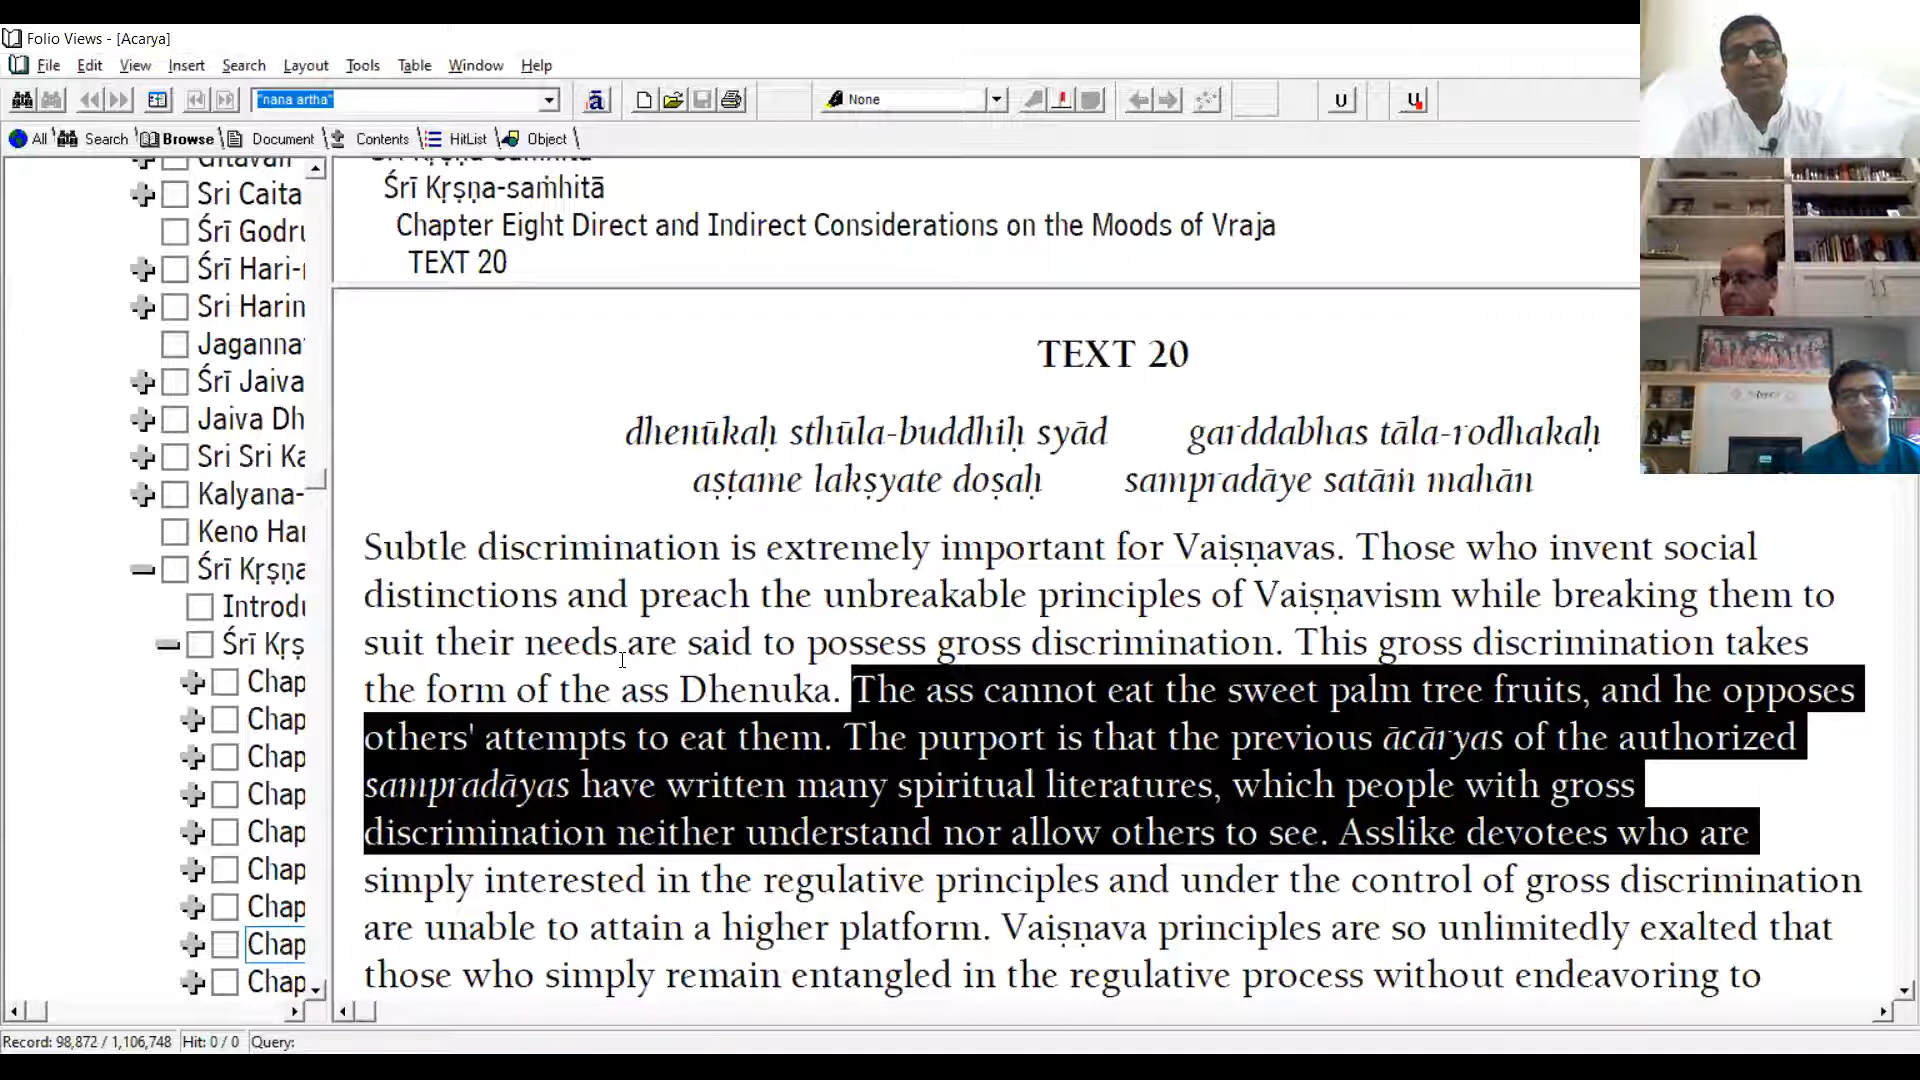 Folio Views - [Acarya]
File Edit View Insert Search Layout Tools Table Window Help
"nana artha"
ā
None
U
All Search Browse Document Contents HitList Object
Gītāvalī
Sri Caita
Śrī Godru
Śrī Hari-
Sri Harin
Jaganna
Śrī Jaiva
Jaiva Dh
Sri Sri Ka
Kalyana-
Keno Har
Śrī Kṛṣṇa
Introdu
Śrī Kṛṣ
Chap
Chap
Chap
Chap
Chap
Chap
Chap
Chap
Chap
Śrī Kṛṣṇa-saṁhitā
Śrī Kṛṣṇa-saṁhitā
Chapter Eight Direct and Indirect Considerations on the Moods of Vraja
TEXT 20
TEXT 20
dhenūkaḥ sthūla-buddhiḥ syād garddabhas tāla-rodhakaḥ
aṣṭame lakṣyate doṣaḥ sampradāye satāṁ mahān
Subtle discrimination is extremely important for Vaiṣṇavas. Those who invent social
distinctions and preach the unbreakable principles of Vaiṣṇavism while breaking them to
suit their needs are said to possess gross discrimination. This gross discrimination takes
the form of the ass Dhenuka. The ass cannot eat the sweet palm tree fruits, and he opposes
others' attempts to eat them. The purport is that the previous ācāryas of the authorized
sampradāyas have written many spiritual literatures, which people with gross
discrimination neither understand nor allow others to see. Asslike devotees who are
simply interested in the regulative principles and under the control of gross discrimination
are unable to attain a higher platform. Vaiṣṇava principles are so unlimitedly exalted that
those who simply remain entangled in the regulative process without endeavoring to
Record: 98,872 / 1,106,748 Hit: 0 / 0 Query: